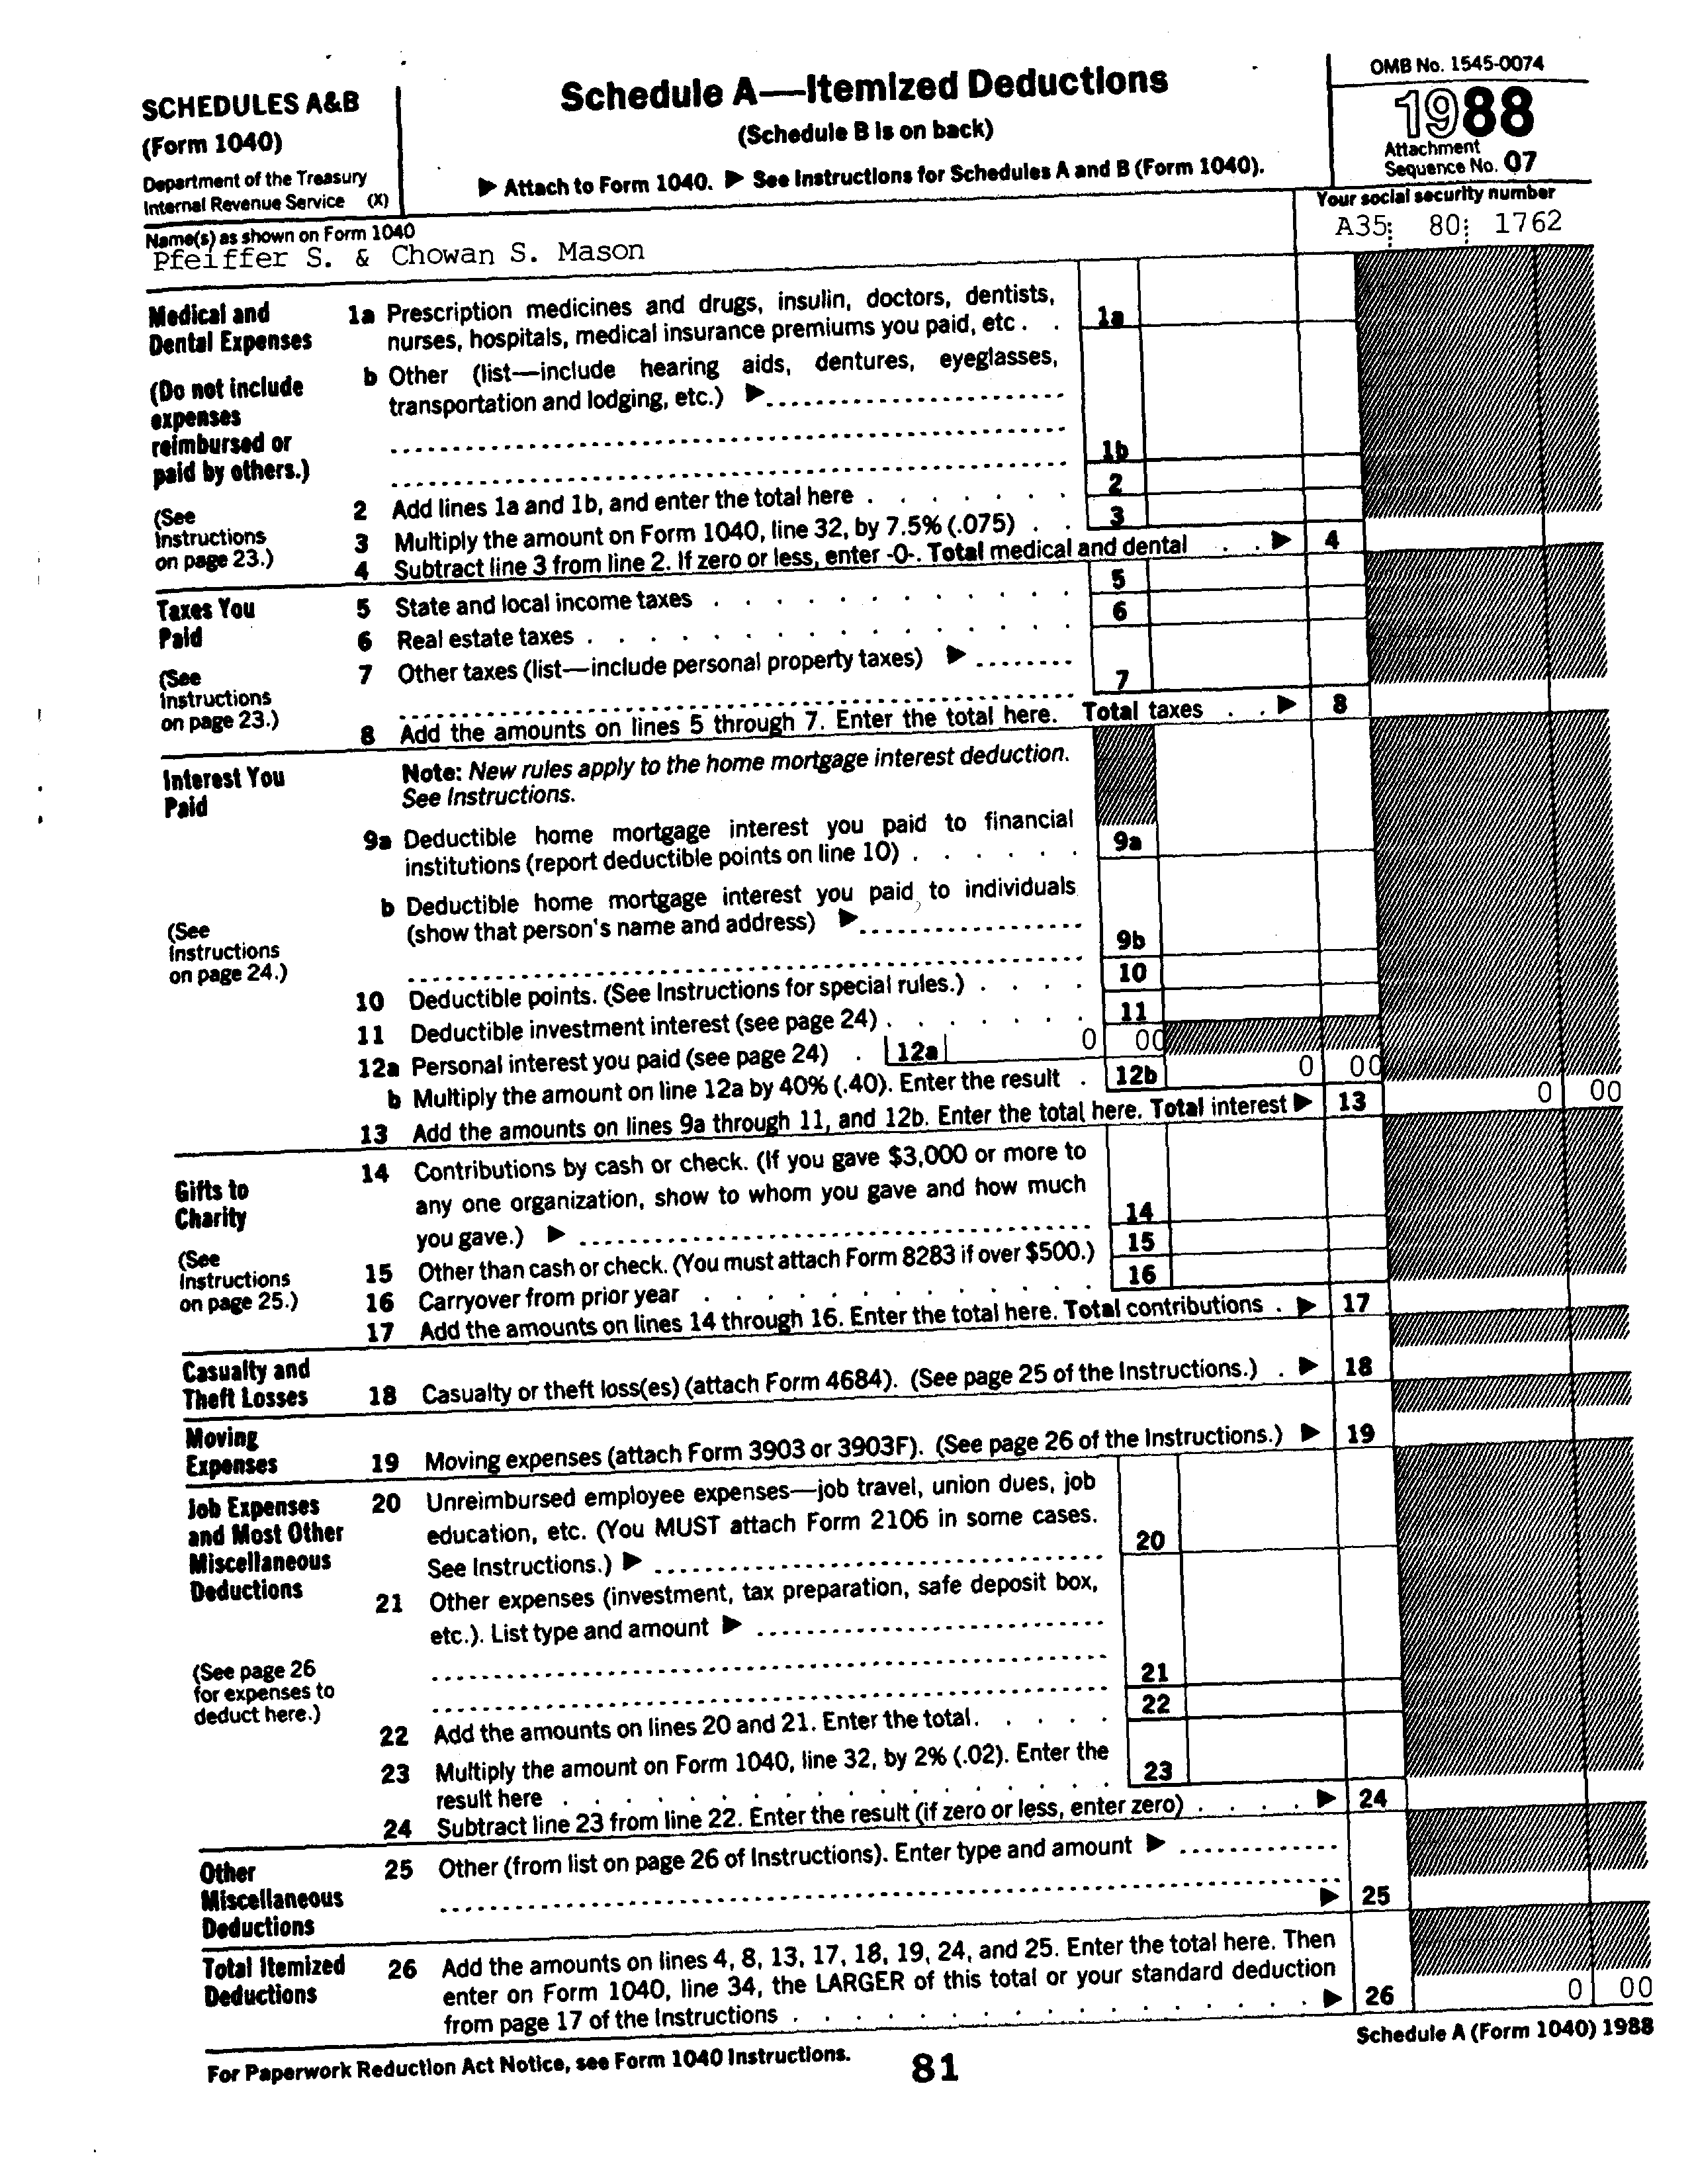 SCHEDULES A&B
(Form 1040)
Department of the Treasury
Internal Revenue Service (X)
Schedule A—Itemized Deductions
(Schedule B is on back)
▶ Attach to Form 1040. ▶ See Instructions for Schedules A and B (Form 1040).
OMB No. 1545-0074
1988
Attachment
Sequence No. 07
Name(s) as shown on Form 1040
Pfeiffer S. & Chowan S. Mason
Your social security number
A35 80 1762
Medical and
Dental Expenses
(Do not include
expenses
reimbursed or
paid by others.)
(See
Instructions
on page 23.)
1a Prescription medicines and drugs, insulin, doctors, dentists,
nurses, hospitals, medical insurance premiums you paid, etc . . 1a
b Other (list—include hearing aids, dentures, eyeglasses,
transportation and lodging, etc.) ▶
1b
2 Add lines 1a and 1b, and enter the total here . . . . . . . 2
3 Multiply the amount on Form 1040, line 32, by 7.5% (.075) . . 3
4 Subtract line 3 from line 2. If zero or less, enter -0-. Total medical and dental . . ▶ 4
Taxes You
Paid
(See
Instructions
on page 23.)
5 State and local income taxes . . . . . . . . . . . . 5
6 Real estate taxes . . . . . . . . . . . . . . . . 6
7 Other taxes (list—include personal property taxes) ▶
7
8 Add the amounts on lines 5 through 7. Enter the total here. Total taxes . . ▶ 8
Interest You
Paid
(See
Instructions
on page 24.)
Note: New rules apply to the home mortgage interest deduction.
See Instructions.
9a Deductible home mortgage interest you paid to financial
institutions (report deductible points on line 10) . . . . . . 9a
b Deductible home mortgage interest you paid to individuals
(show that person's name and address) ▶
9b
10 Deductible points. (See Instructions for special rules.) . . . . 10
11 Deductible investment interest (see page 24) . . . . . . . 11
12a Personal interest you paid (see page 24) . 12a 0 00
b Multiply the amount on line 12a by 40% (.40). Enter the result . 12b 0 00
13 Add the amounts on lines 9a through 11, and 12b. Enter the total here. Total interest ▶ 13 0 00
Gifts to
Charity
(See
Instructions
on page 25.)
14 Contributions by cash or check. (If you gave $3,000 or more to
any one organization, show to whom you gave and how much
you gave.) ▶ 14
15 Other than cash or check. (You must attach Form 8283 if over $500.) 15
16 Carryover from prior year . . . . . . . . . . . . . 16
17 Add the amounts on lines 14 through 16. Enter the total here. Total contributions . ▶ 17
Casualty and
Theft Losses
18 Casualty or theft loss(es) (attach Form 4684). (See page 25 of the Instructions.) . ▶ 18
Moving
Expenses
19 Moving expenses (attach Form 3903 or 3903F). (See page 26 of the Instructions.) ▶ 19
Job Expenses
and Most Other
Miscellaneous
Deductions
(See page 26
for expenses to
deduct here.)
20 Unreimbursed employee expenses—job travel, union dues, job
education, etc. (You MUST attach Form 2106 in some cases.
See Instructions.) ▶ 20
21 Other expenses (investment, tax preparation, safe deposit box,
etc.). List type and amount ▶
21
22 Add the amounts on lines 20 and 21. Enter the total. . . . . 22
23 Multiply the amount on Form 1040, line 32, by 2% (.02). Enter the
result here . . . . . . . . . . . . . . . . . 23
24 Subtract line 23 from line 22. Enter the result (if zero or less, enter zero) . . . . ▶ 24
Other
Miscellaneous
Deductions
25 Other (from list on page 26 of Instructions). Enter type and amount ▶
▶ 25
Total Itemized
Deductions
26 Add the amounts on lines 4, 8, 13, 17, 18, 19, 24, and 25. Enter the total here. Then
enter on Form 1040, line 34, the LARGER of this total or your standard deduction
from page 17 of the Instructions . . . . . . . . . . . . . . . . ▶ 26 0 00
For Paperwork Reduction Act Notice, see Form 1040 Instructions.
81
Schedule A (Form 1040) 1988